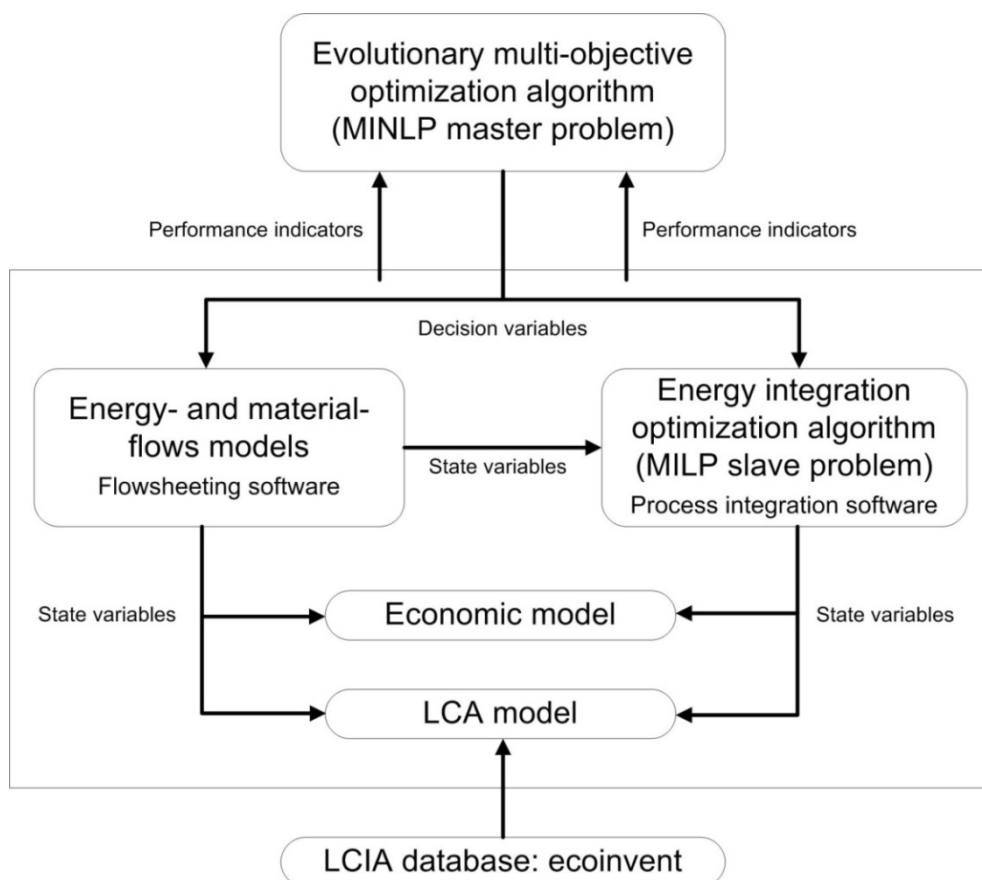 Evolutionary multi-objective
optimization algorithm
(MINLP master problem)
Performance indicators
Performance indicators
Decision variables
Energy- and material-
flows models
Flowsheeting software
State variables
Energy integration
optimization algorithm
(MILP slave problem)
Process integration software
State variables
Economic model
State variables
LCA model
LCIA database: ecoinvent